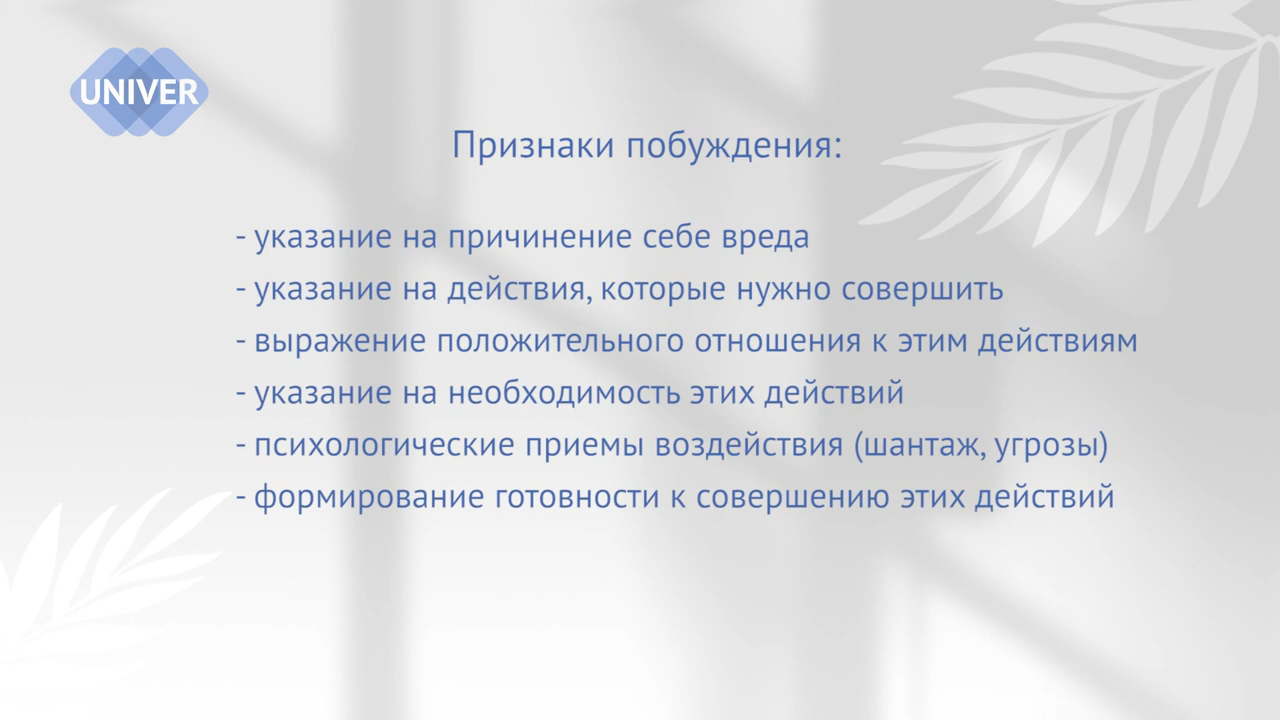 UNIVER
Признаки побуждения:
- указание на причинение себе вреда
- указание на действия, которые нужно совершить
- выражение положительного отношения к этим действиям
- указание на необходимость этих действий
- психологические приемы воздействия (шантаж, угрозы)
- формирование готовности к совершению этих действий